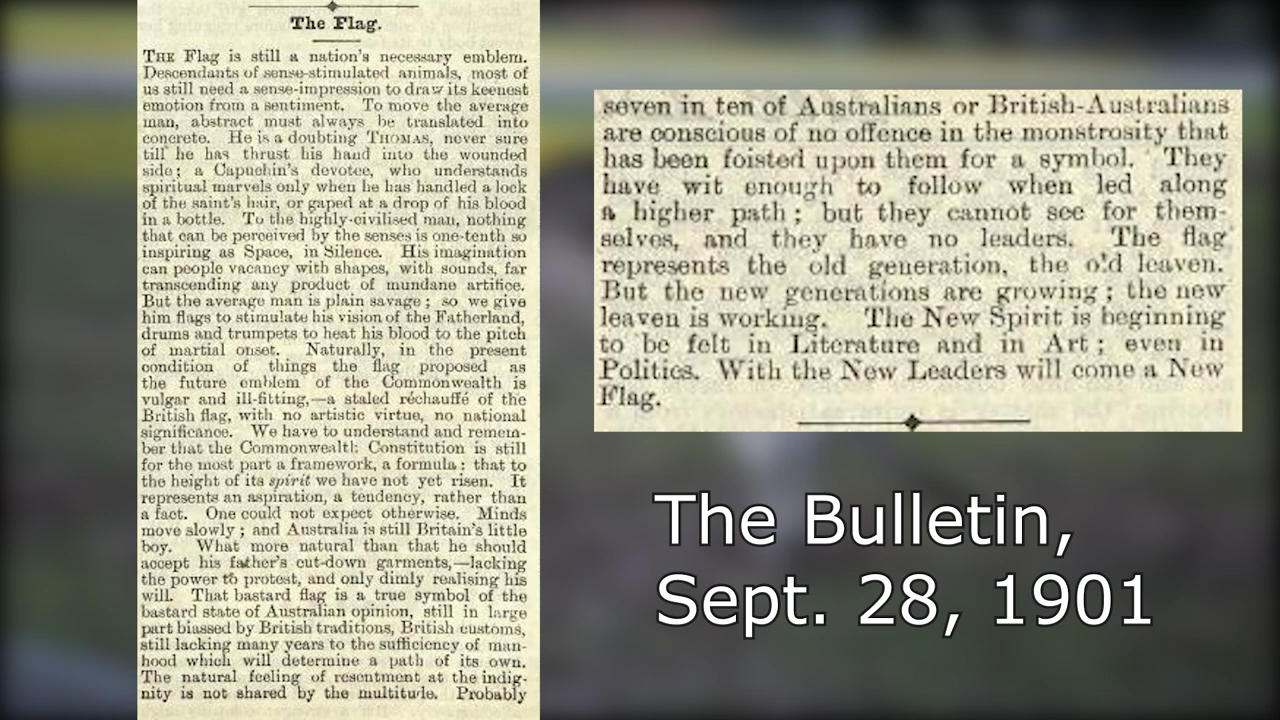 The Flag.
THE Flag is still a nation's necessary emblem.
Descendants of sense-stimulated animals, most of
us still need a sense-impression to draw its keenest
emotion from a sentiment. To move the average
man, abstract must always be translated into
concrete. He is a doubting THOMAS, never sure
till he has thrust his hand into the wounded
side; a Capuchin's devotee, who understands
spiritual marvels only when he has handled a lock
of the saint's hair, or gaped at a drop of his blood
in a bottle. To the highly-civilised man, nothing
that can be perceived by the senses is one-tenth so
inspiring as Space, in Silence. His imagination
can people vacancy with shapes, with sounds, far
transcending any product of mundane artifice.
But the average man is plain savage; so we give
him flags to stimulate his vision of the Fatherland,
drums and trumpets to heat his blood to the pitch
of martial onset. Naturally, in the present
condition of things the flag proposed as
the future emblem of the Commonwealth is
vulgar and ill-fitting,—a staled réchauffé of the
British flag, with no artistic virtue, no national
significance. We have to understand and remem-
ber that the Commonwealth Constitution is still
for the most part a framework, a formula: that to
the height of its spirit we have not yet risen. It
represents an aspiration, a tendency, rather than
a fact. One could not expect otherwise. Minds
move slowly; and Australia is still Britain's little
boy. What more natural than that he should
accept his father's cut-down garments,—lacking
the power to protest, and only dimly realising his
will. That bastard flag is a true symbol of the
bastard state of Australian opinion, still in large
part biassed by British traditions, British customs,
still lacking many years to the sufficiency of man-
hood which will determine a path of its own.
The natural feeling of resentment at the indig-
nity is not shared by the multitude. Probably
seven in ten of Australians or British-Australians
are conscious of no offence in the monstrosity that
has been foisted upon them for a symbol. They
have wit enough to follow when led along
a higher path; but they cannot see for them-
selves, and they have no leaders. The flag
represents the old generation, the old leaven.
But the new generations are growing; the new
leaven is working. The New Spirit is beginning
to be felt in Literature and in Art; even in
Politics. With the New Leaders will come a New
Flag.
The Bulletin,
Sept. 28, 1901